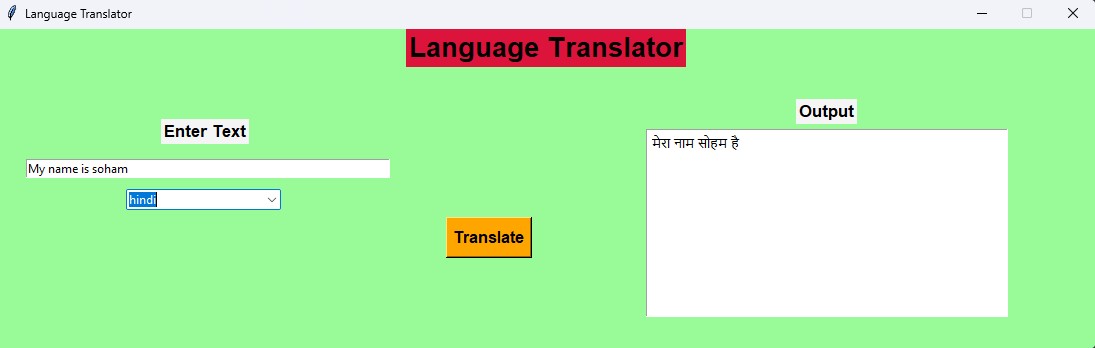 Language Translator
Language Translator
Enter Text
My name is soham
hindi
Translate
Output
मेरा नाम सोहम है